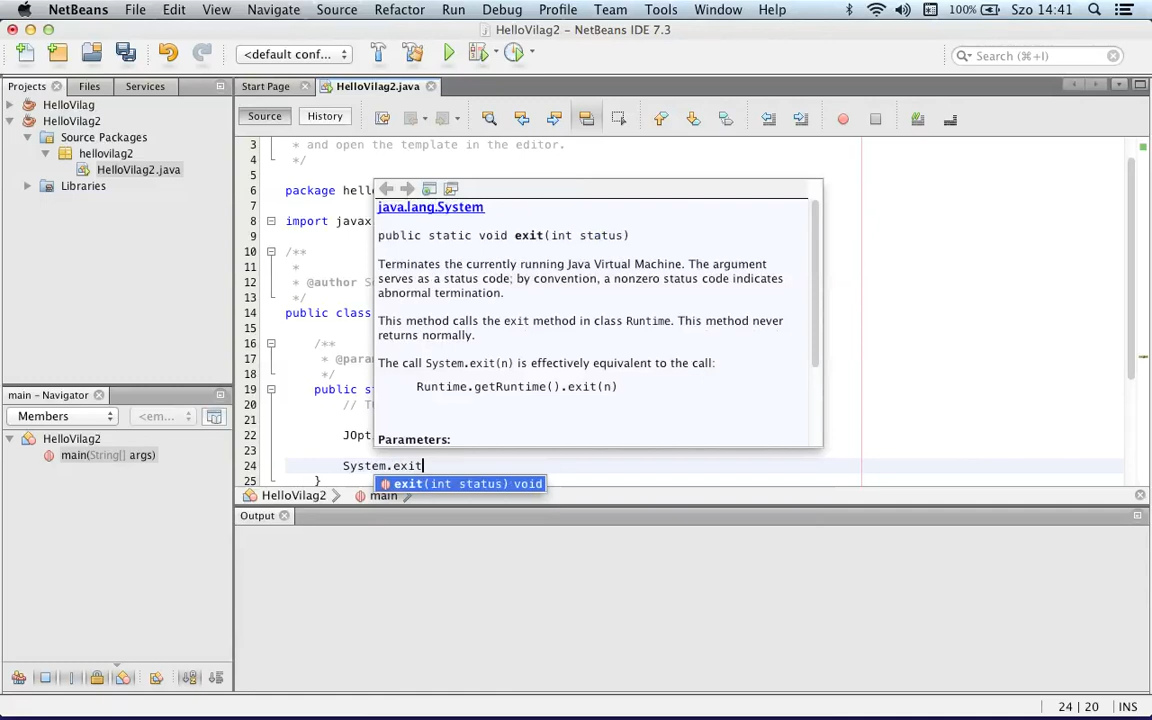 NetBeans File Edit View Navigate Source Refactor Run Debug Profile Team Tools Window Help 100% Szo 14:41
HelloVilag2 - NetBeans IDE 7.3
<default conf... Search (⌘+I)
Projects Files Services Start Page HelloVilag2.java
HelloVilag
HelloVilag2
Source Packages
hellovilag2
HelloVilag2.java
Libraries
Source History
3 * and open the template in the editor.
4 */
5
6 package hell
7
8 import javax
9
10 /**
11 *
12 * @author S
13 */
14 public class
15
16 /**
17 * @para
18 */
19 public s
20 // T
21
22 JOpt
23
24 System.exit
25 }
java.lang.System
public static void exit(int status)
Terminates the currently running Java Virtual Machine. The argument
serves as a status code; by convention, a nonzero status code indicates
abnormal termination.
This method calls the exit method in class Runtime. This method never
returns normally.
The call System.exit(n) is effectively equivalent to the call:
Runtime.getRuntime().exit(n)
Parameters:
exit(int status) void
HelloVilag2 main
main - Navigator
Members <em...
HelloVilag2
main(String[] args)
Output
24 | 20 INS